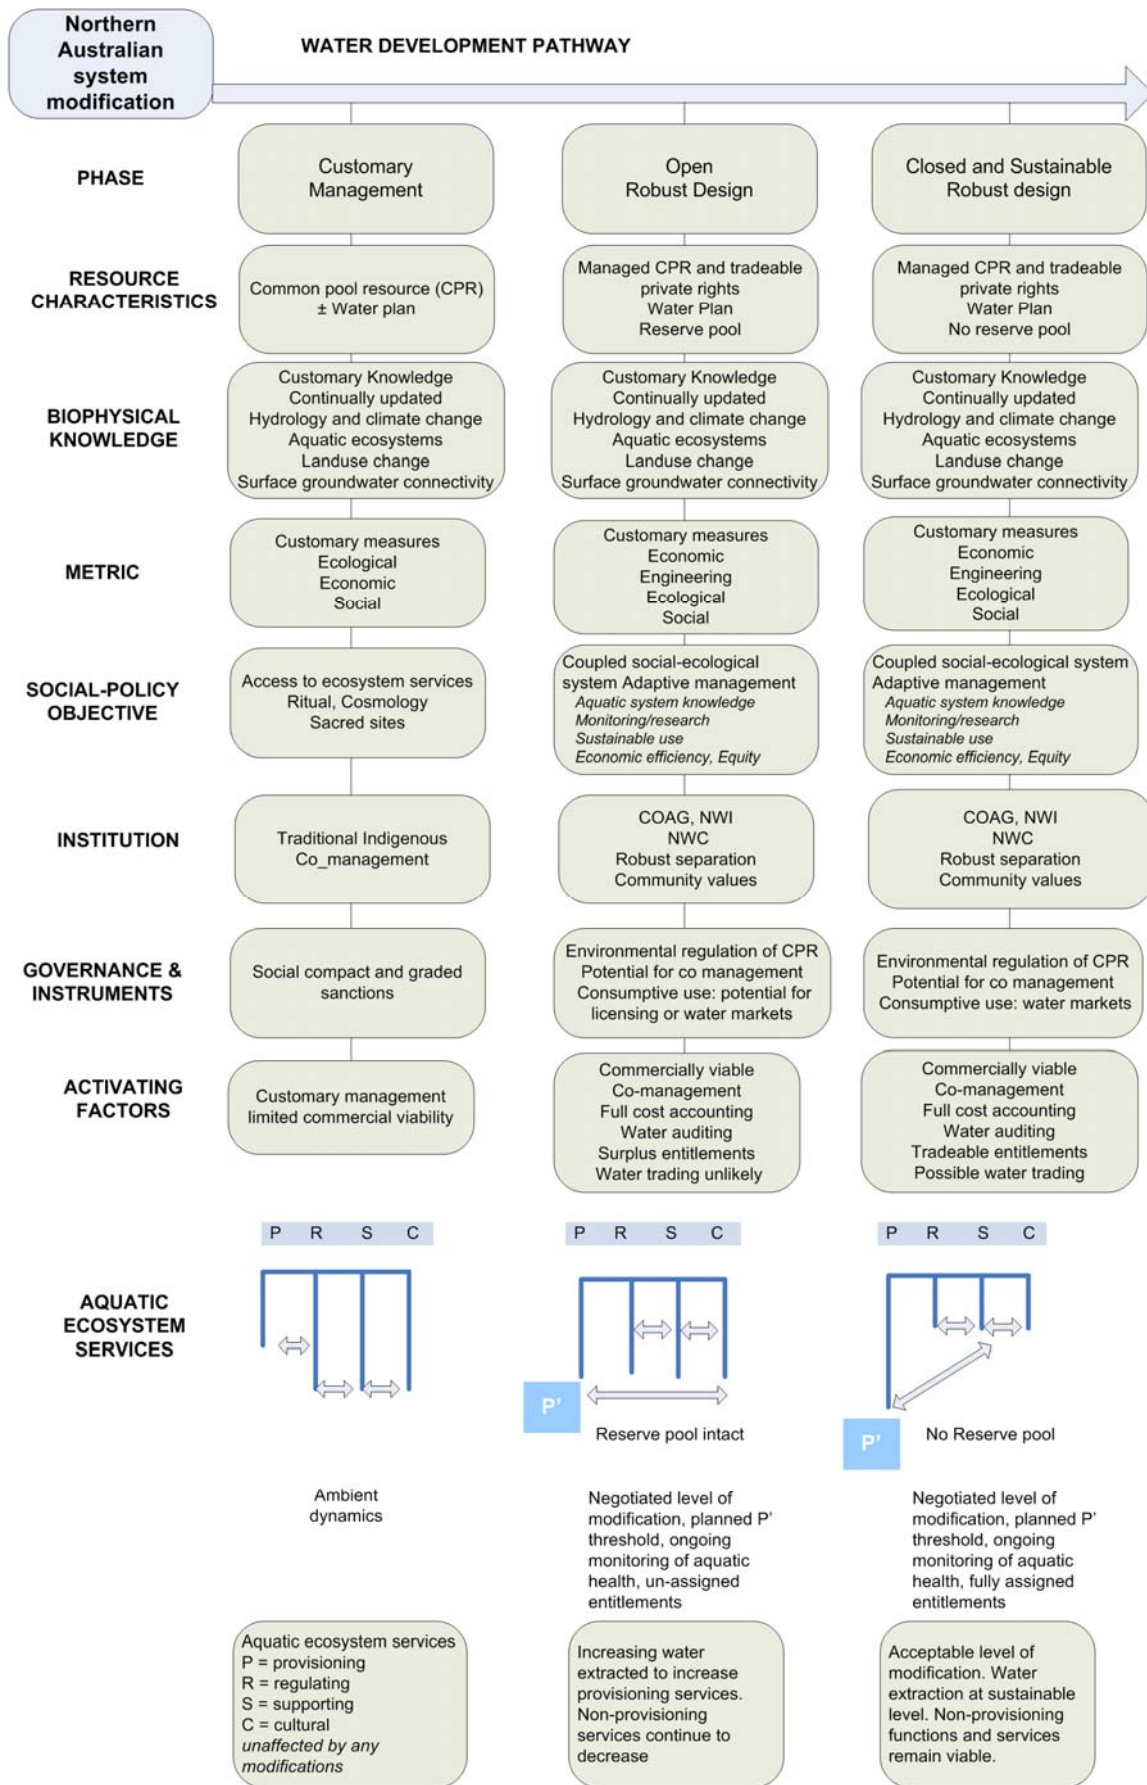 Northern
Australian
system
modification
WATER DEVELOPMENT PATHWAY
PHASE
Customary
Management
Open
Robust Design
Closed and Sustainable
Robust design
RESOURCE
CHARACTERISTICS
Common pool resource (CPR)
± Water plan
Managed CPR and tradeable
private rights
Water Plan
Reserve pool
Managed CPR and tradeable
private rights
Water Plan
No reserve pool
BIOPHYSICAL
KNOWLEDGE
Customary Knowledge
Continually updated
Hydrology and climate change
Aquatic ecosystems
Landuse change
Surface groundwater connectivity
Customary Knowledge
Continually updated
Hydrology and climate change
Aquatic ecosystems
Landuse change
Surface groundwater connectivity
Customary Knowledge
Continually updated
Hydrology and climate change
Aquatic ecosystems
Landuse change
Surface groundwater connectivity
METRIC
Customary measures
Ecological
Economic
Social
Customary measures
Economic
Engineering
Ecological
Social
Customary measures
Economic
Engineering
Ecological
Social
SOCIAL-POLICY
OBJECTIVE
Access to ecosystem services
Ritual, Cosmology
Sacred sites
Coupled social-ecological
system Adaptive management
Aquatic system knowledge
Monitoring/research
Sustainable use
Economic efficiency, Equity
Coupled social-ecological system
Adaptive management
Aquatic system knowledge
Monitoring/research
Sustainable use
Economic efficiency, Equity
INSTITUTION
Traditional Indigenous
Co_management
COAG, NWI
NWC
Robust separation
Community values
COAG, NWI
NWC
Robust separation
Community values
GOVERNANCE &
INSTRUMENTS
Social compact and graded
sanctions
Environmental regulation of CPR
Potential for co management
Consumptive use: potential for
licensing or water markets
Environmental regulation of CPR
Potential for co management
Consumptive use: water markets
ACTIVATING
FACTORS
Customary management
limited commercial viability
Commercially viable
Co-management
Full cost accounting
Water auditing
Surplus entitlements
Water trading unlikely
Commercially viable
Co-management
Full cost accounting
Water auditing
Tradeable entitlements
Possible water trading
AQUATIC
ECOSYSTEM
SERVICES
P R S C
P R S C
P R S C
P'
Reserve pool intact
P'
No Reserve pool
Ambient
dynamics
Negotiated level of
modification, planned P'
threshold, ongoing
monitoring of aquatic
health, un-assigned
entitlements
Negotiated level of
modification, planned P'
threshold, ongoing
monitoring of aquatic
health, fully assigned
entitlements
Aquatic ecosystem services
P = provisioning
R = regulating
S = supporting
C = cultural
unaffected by any
modifications
Increasing water
extracted to increase
provisioning services.
Non-provisioning
services continue to
decrease
Acceptable level of
modification. Water
extraction at sustainable
level. Non-provisioning
functions and services
remain viable.